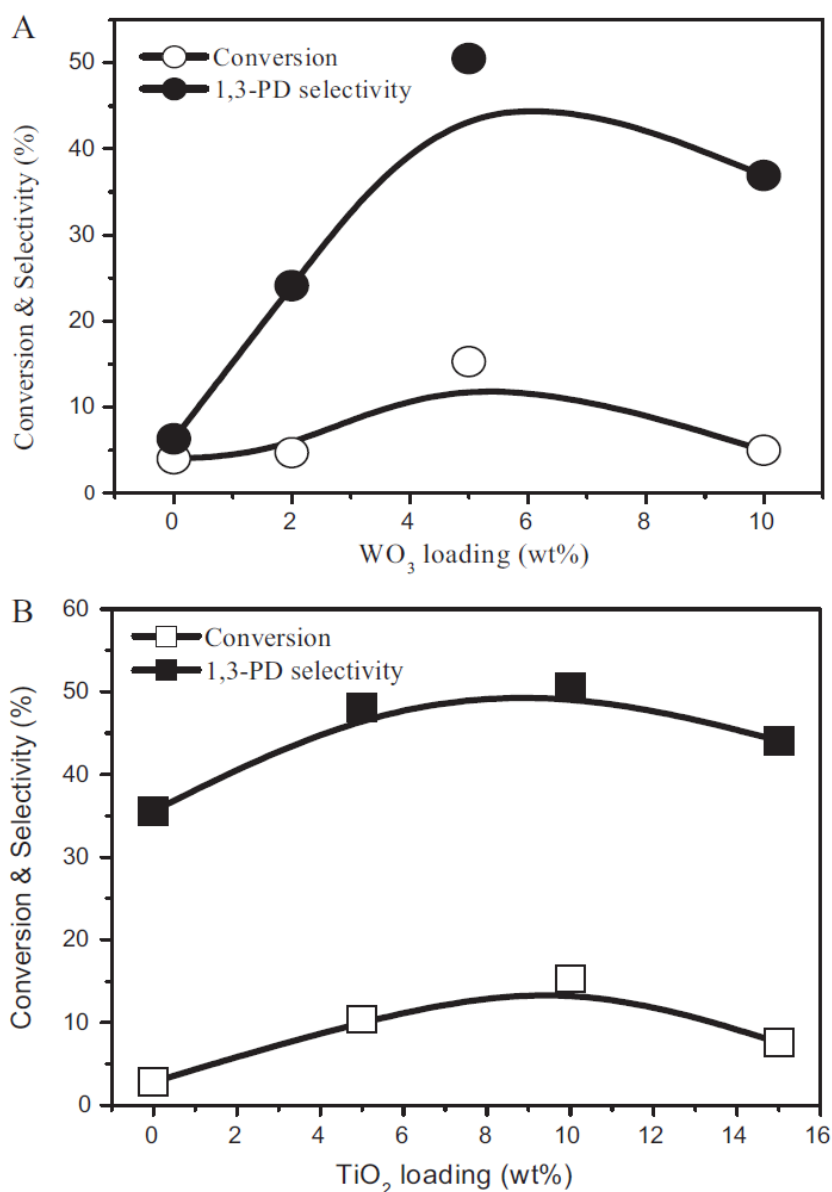 A
Conversion
1,3-PD selectivity
Conversion & Selectivity (%)
50
40
30
20
10
0
0 2 4 6 8 10
WO₃ loading (wt%)
B
Conversion
1,3-PD selectivity
Conversion & Selectivity (%)
60
50
40
30
20
10
0
0 2 4 6 8 10 12 14 16
TiO₂ loading (wt%)